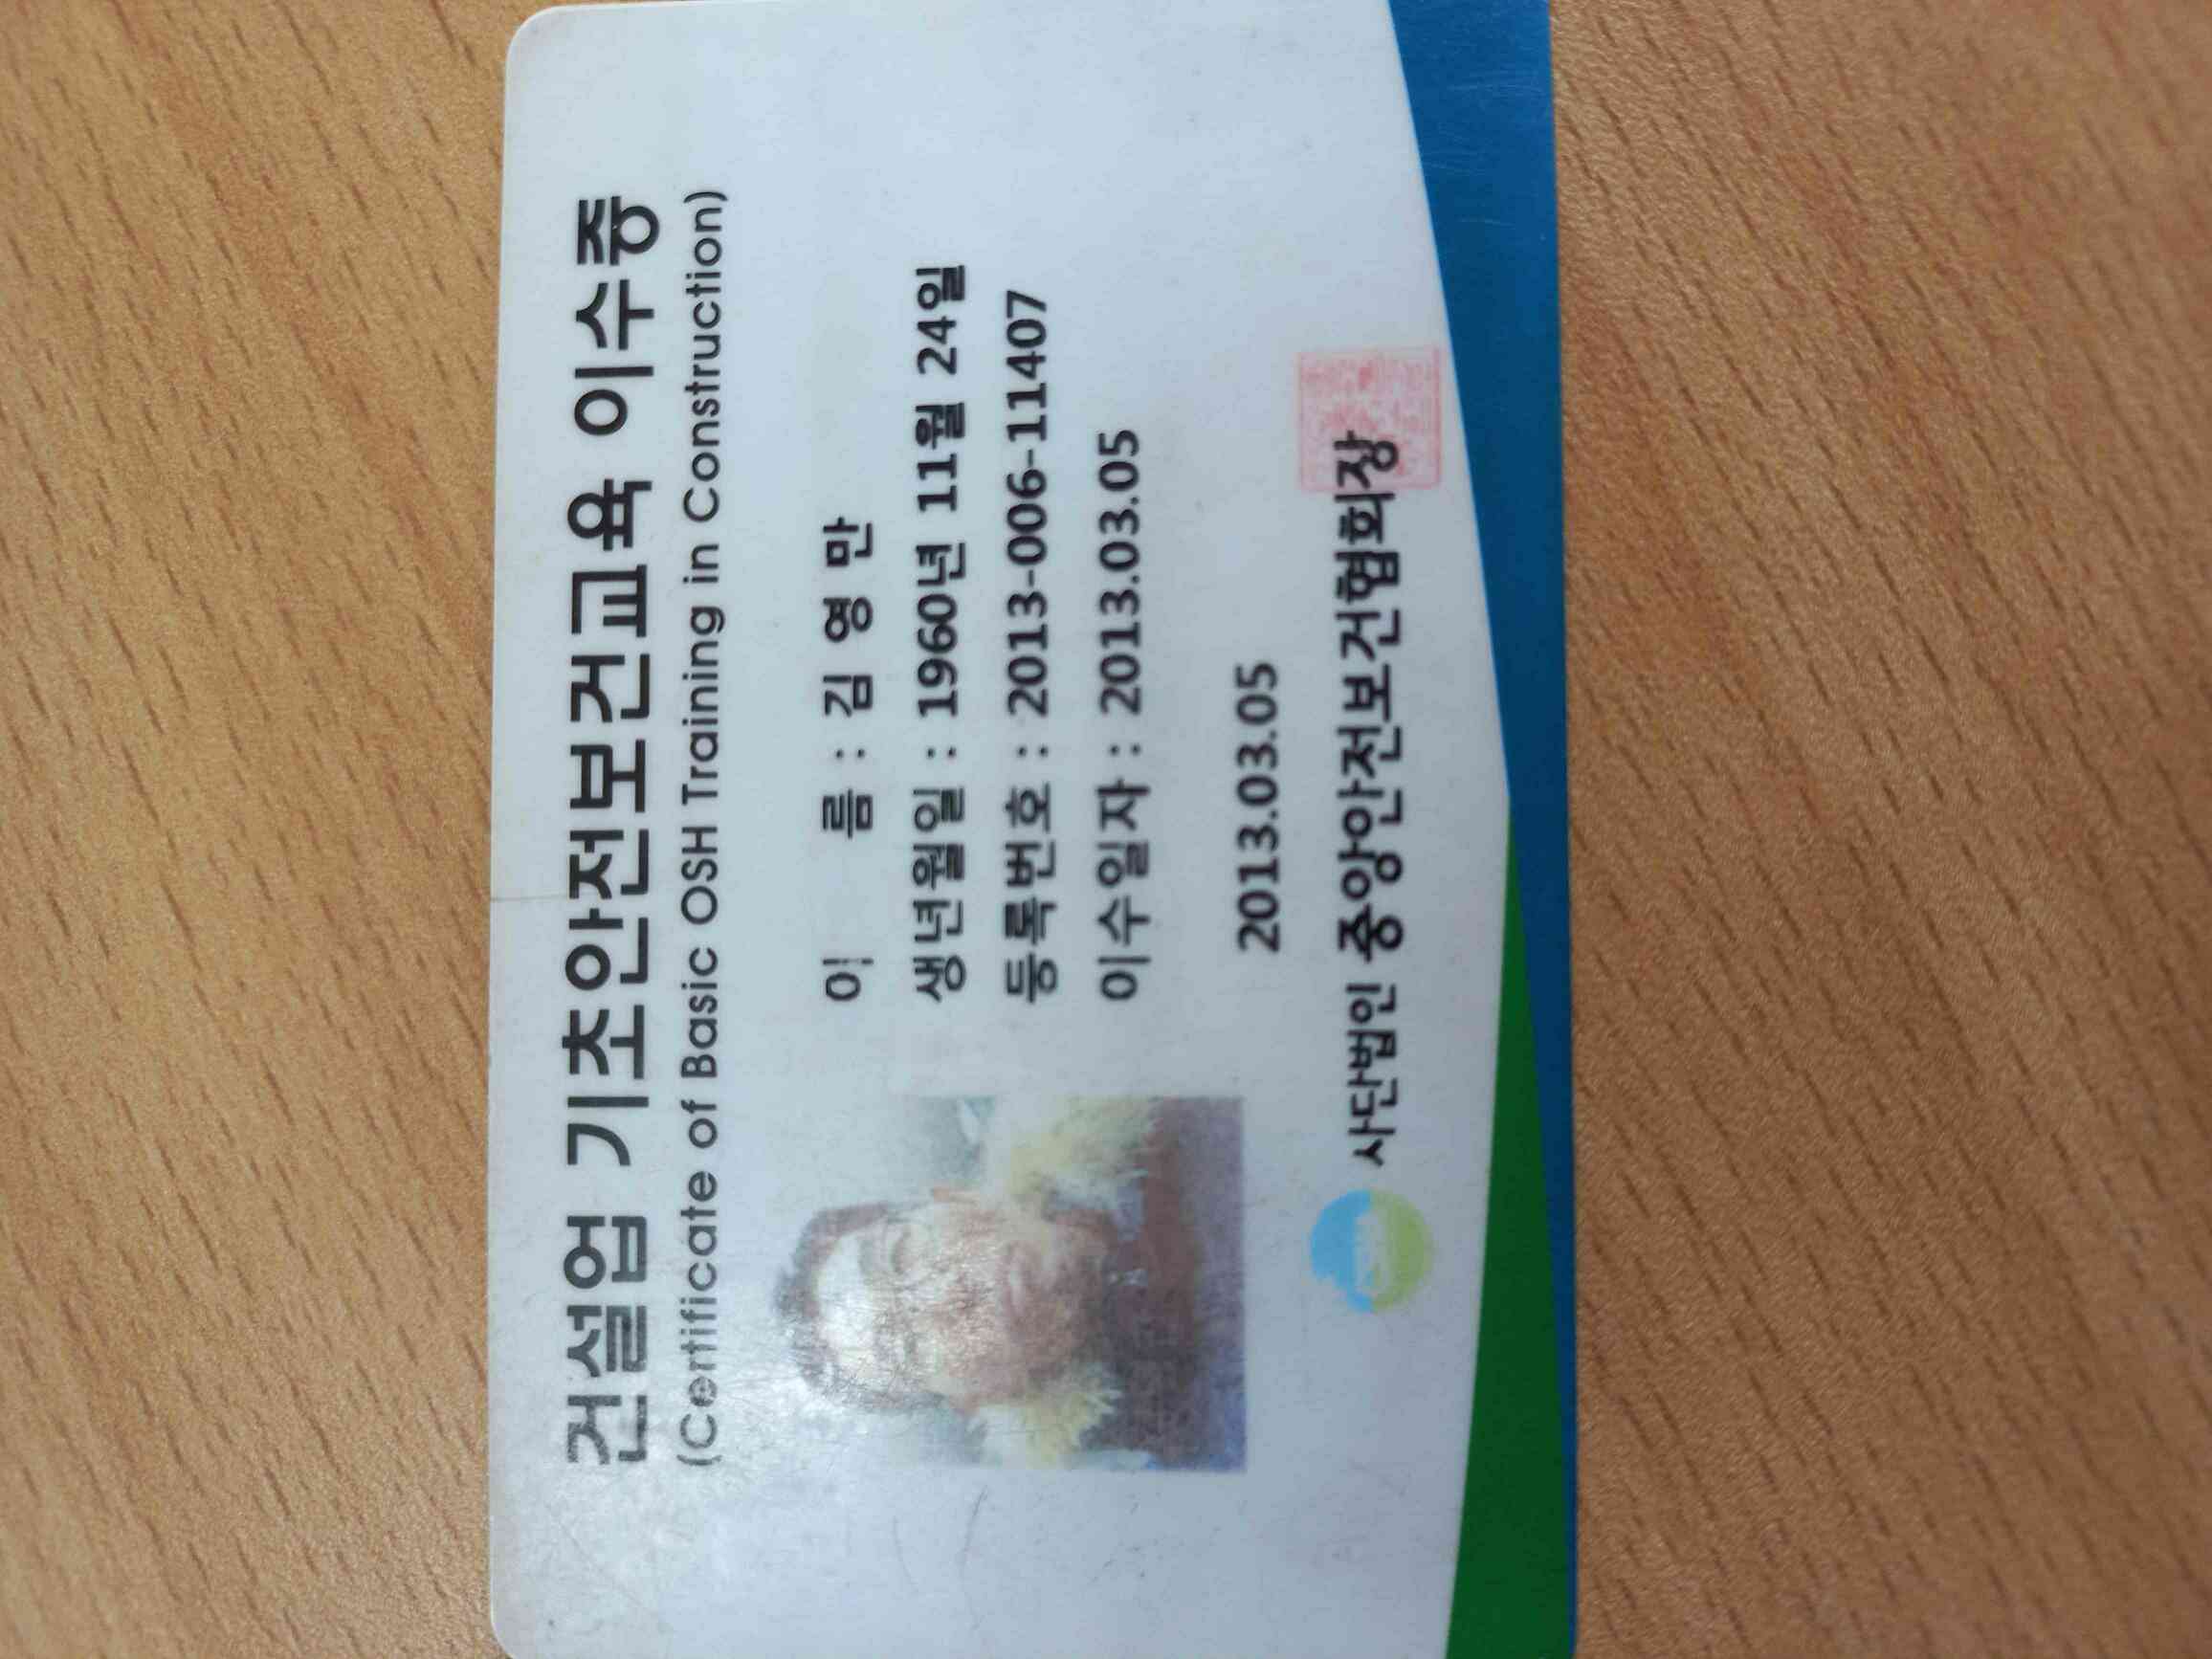 건설업 기초안전보건교육 이수증
(Certificate of Basic OSH Training in Construction)
이 름 : 김 영 만
생년월일 : 1960년 11월 24일
등록번호 : 2013-006-11407
이수일자 : 2013.03.05
2013.03.05
사단법인 중앙안전보건협회장